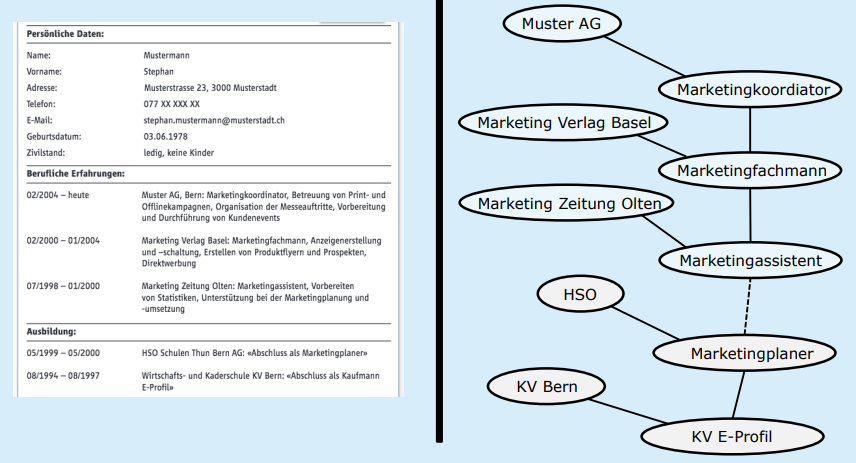 Persönliche Daten:
Name: Mustermann
Vorname: Stephan
Adresse: Musterstrasse 23, 3000 Musterstadt
Telefon: 077 XX XXX XX
E-Mail: stephan.mustermann@musterstadt.ch
Geburtsdatum: 03.06.1978
Zivilstand: ledig, keine Kinder
Berufliche Erfahrungen:
02/2004 – heute Muster AG, Bern: Marketingkoordinator, Betreuung von Print- und
Offlinekampagnen, Organisation der Messeauftritte, Vorbereitung
und Durchführung von Kundenevents
02/2000 – 01/2004 Marketing Verlag Basel: Marketingfachmann, Anzeigenerstellung
und –schaltung, Erstellen von Produktflyern und Prospekten,
Direktwerbung
07/1998 – 01/2000 Marketing Zeitung Olten: Marketingassistent, Vorbereiten
von Statistiken, Unterstützung bei der Marketingplanung und
-umsetzung
Ausbildung:
05/1999 – 05/2000 HSO Schulen Thun Bern AG: «Abschluss als Marketingplaner»
08/1994 – 08/1997 Wirtschafts- und Kaderschule KV Bern: «Abschluss als Kaufmann
E-Profil»
Muster AG
Marketingkoordiator
Marketing Verlag Basel
Marketingfachmann
Marketing Zeitung Olten
Marketingassistent
HSO
Marketingplaner
KV Bern
KV E-Profil